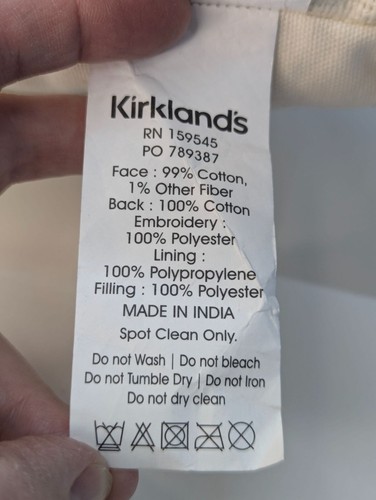 Kirkland's
RN 159545
PO 789387
Face : 99% Cotton,
1% Other Fiber
Back : 100% Cotton
Embroidery :
100% Polyester
Lining :
100% Polypropylene
Filling : 100% Polyester
MADE IN INDIA
Spot Clean Only.
Do not Wash | Do not bleach
Do not Tumble Dry | Do not Iron
Do not dry clean